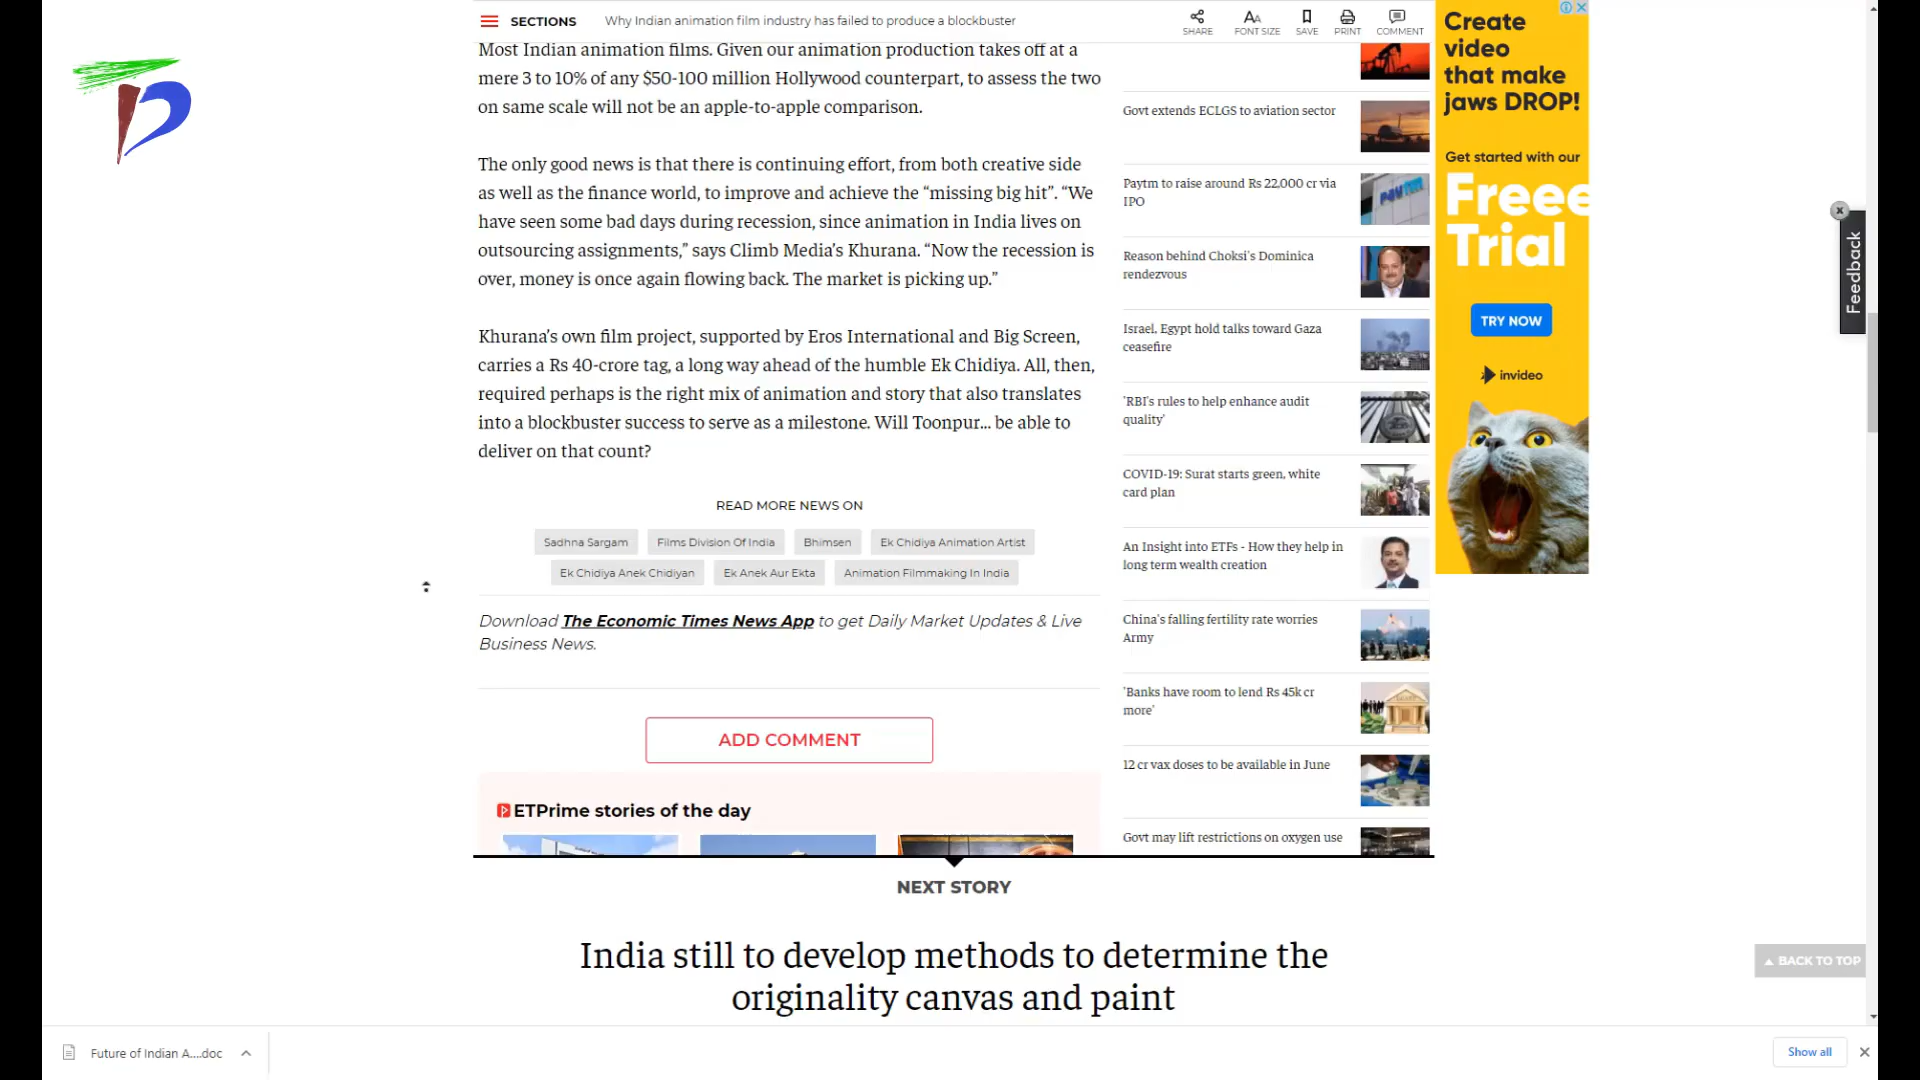 SECTIONS
Why Indian animation film industry has failed to produce a blockbuster
SHARE
FONT SIZE
SAVE
PRINT
COMMENT
Most Indian animation films. Given our animation production takes off at a
mere 3 to 10% of any $50-100 million Hollywood counterpart, to assess the two
on same scale will not be an apple-to-apple comparison.
The only good news is that there is continuing effort, from both creative side
as well as the finance world, to improve and achieve the “missing big hit”. “We
have seen some bad days during recession, since animation in India lives on
outsourcing assignments,” says Climb Media’s Khurana. “Now the recession is
over, money is once again flowing back. The market is picking up.”
Khurana’s own film project, supported by Eros International and Big Screen,
carries a Rs 40-crore tag, a long way ahead of the humble Ek Chidiya. All, then,
required perhaps is the right mix of animation and story that also translates
into a blockbuster success to serve as a milestone. Will Toonpur... be able to
deliver on that count?
READ MORE NEWS ON
Sadhna Sargam
Films Division Of India
Bhimsen
Ek Chidiya Animation Artist
Ek Chidiya Anek Chidiyan
Ek Anek Aur Ekta
Animation Filmmaking In India
Download The Economic Times News App to get Daily Market Updates & Live
Business News.
ADD COMMENT
ETPrime stories of the day
Govt extends ECLGS to aviation sector
Paytm to raise around Rs 22,000 cr via
IPO
PAYTM
Reason behind Choksi's Dominica
rendezvous
Israel, Egypt hold talks toward Gaza
ceasefire
'RBI's rules to help enhance audit
quality'
COVID-19: Surat starts green, white
card plan
An Insight into ETFs - How they help in
long term wealth creation
China's falling fertility rate worries
Army
'Banks have room to lend Rs 45k cr
more'
12 cr vax doses to be available in June
Govt may lift restrictions on oxygen use
Create
video
that make
jaws DROP!
Get started with our
Freee
Trial
TRY NOW
invideo
Feedback
NEXT STORY
India still to develop methods to determine the
originality canvas and paint
BACK TO TOP
Future of Indian A....doc
Show all